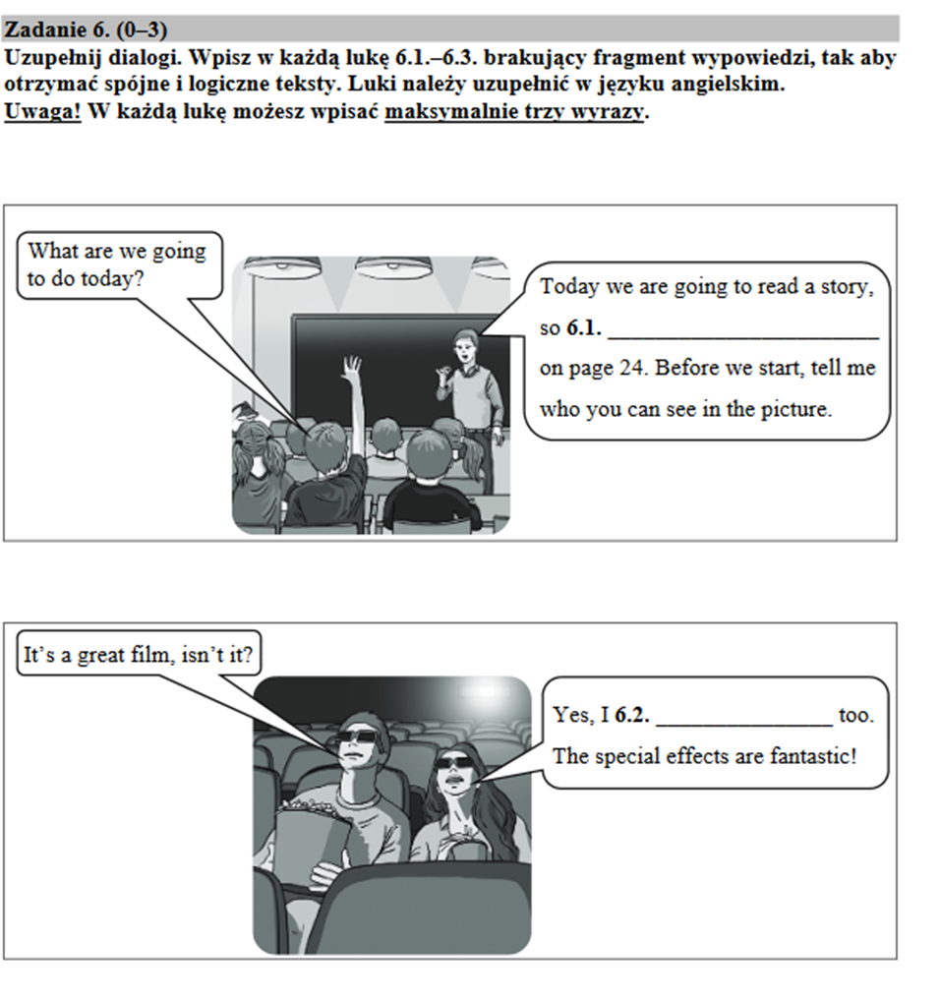 Zadanie 6. (0–3)
Uzupełnij dialogi. Wpisz w każdą lukę 6.1.–6.3. brakujący fragment wypowiedzi, tak aby
otrzymać spójne i logiczne teksty. Luki należy uzupełnić w języku angielskim.
Uwaga! W każdą lukę możesz wpisać maksymalnie trzy wyrazy.
What are we going
to do today?
Today we are going to read a story,
so 6.1. _______________________
on page 24. Before we start, tell me
who you can see in the picture.
It's a great film, isn't it?
Yes, I 6.2. _______________ too.
The special effects are fantastic!